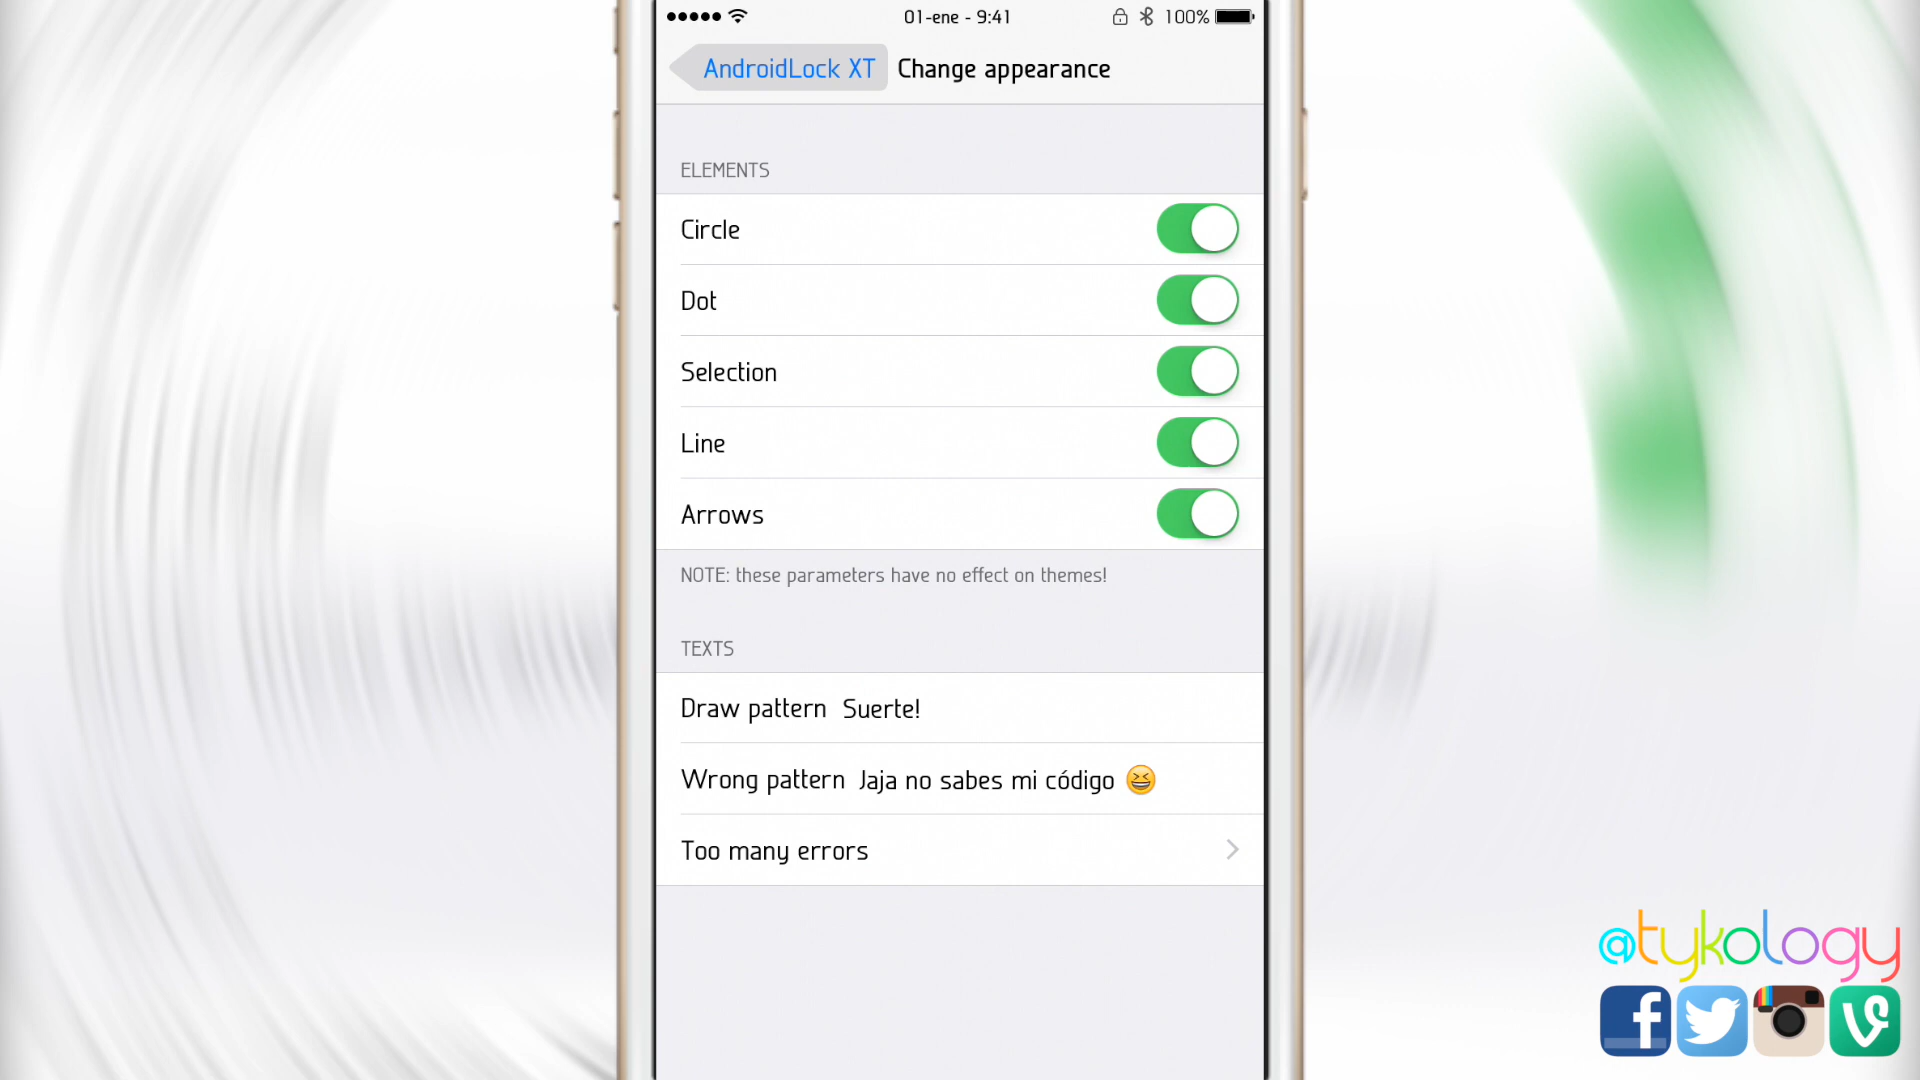 01-ene - 9:41 100%
AndroidLock XT Change appearance
ELEMENTS
Circle
Dot
Selection
Line
Arrows
NOTE: these parameters have no effect on themes!
TEXTS
Draw pattern Suerte!
Wrong pattern Jaja no sabes mi código 😆
Too many errors
@tykology